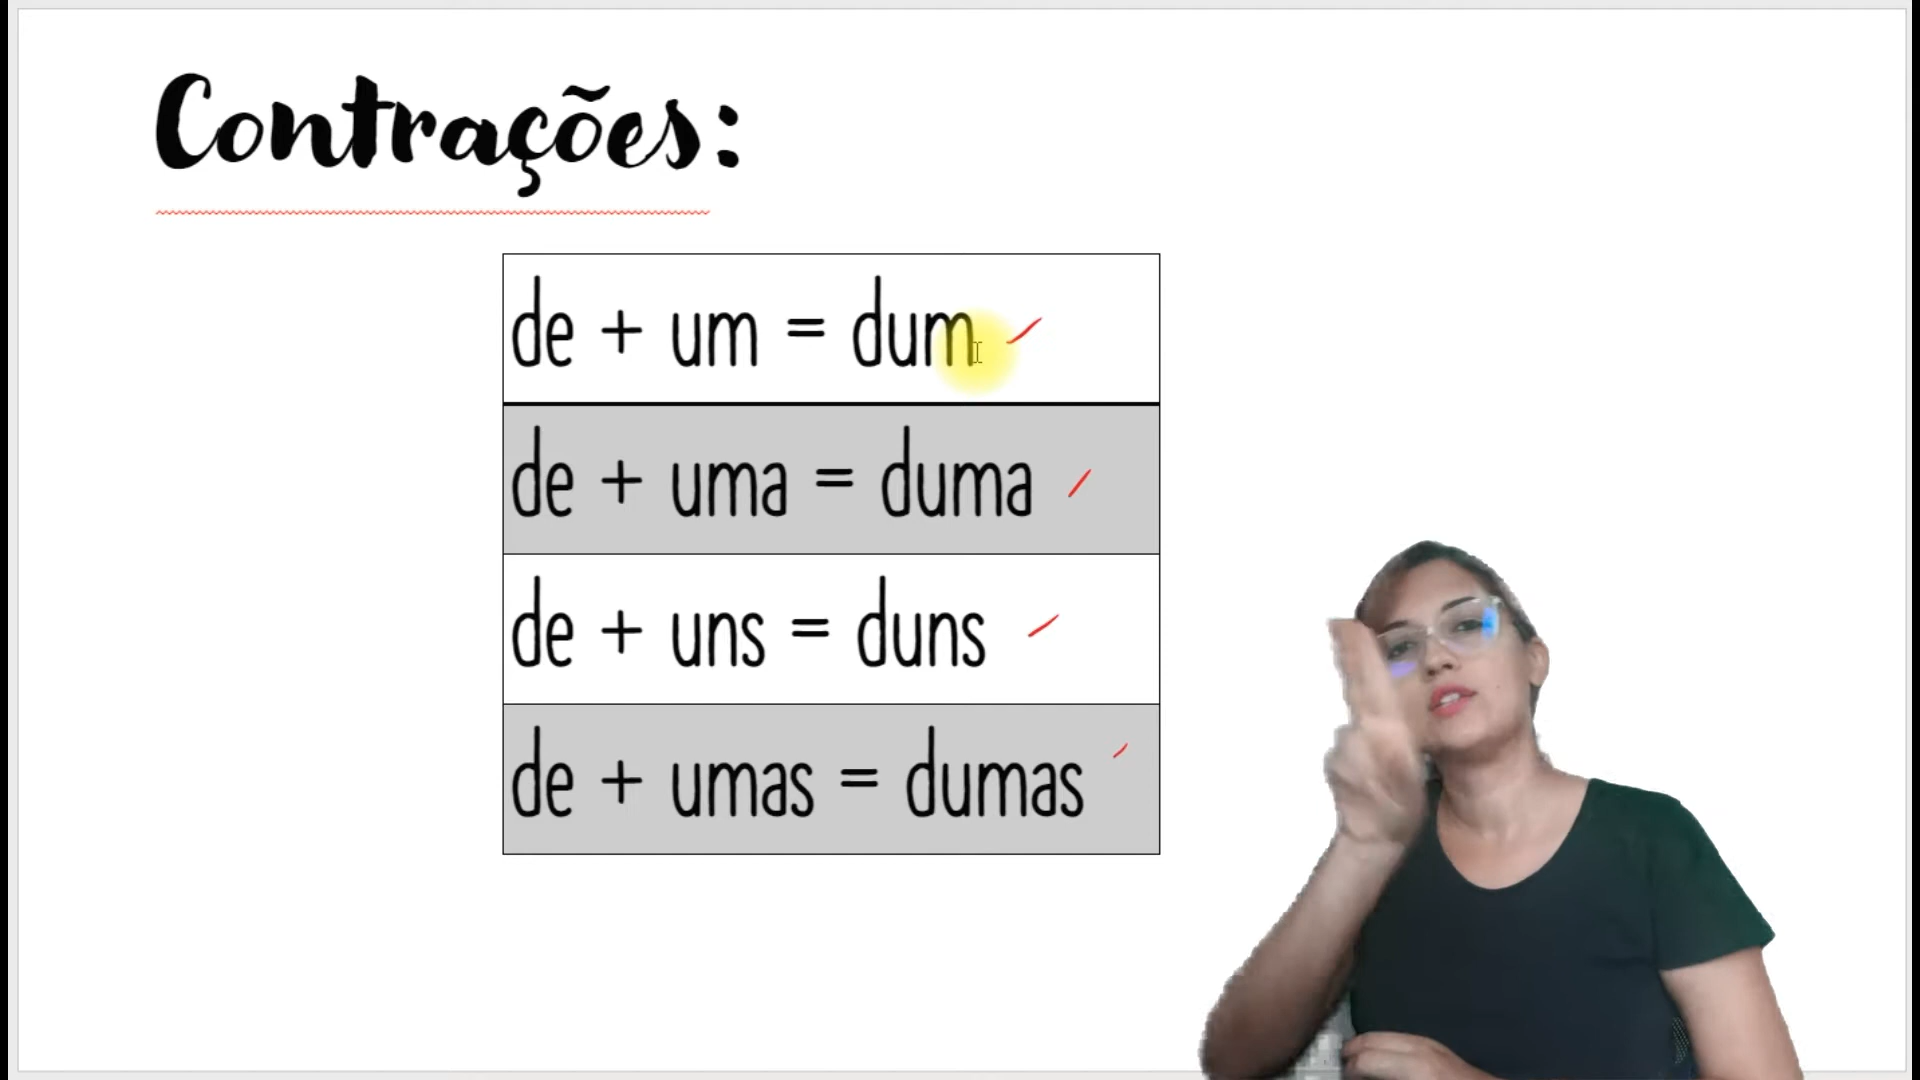 Contrações:
de + um = dum
de + uma = duma
de + uns = duns
de + umas = dumas